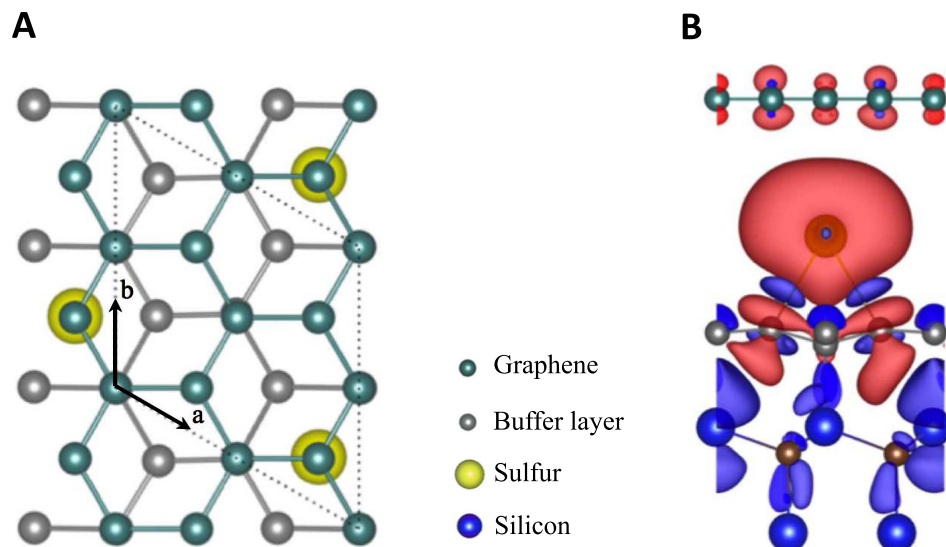 A
B
b
a
Graphene
Buffer layer
Sulfur
Silicon